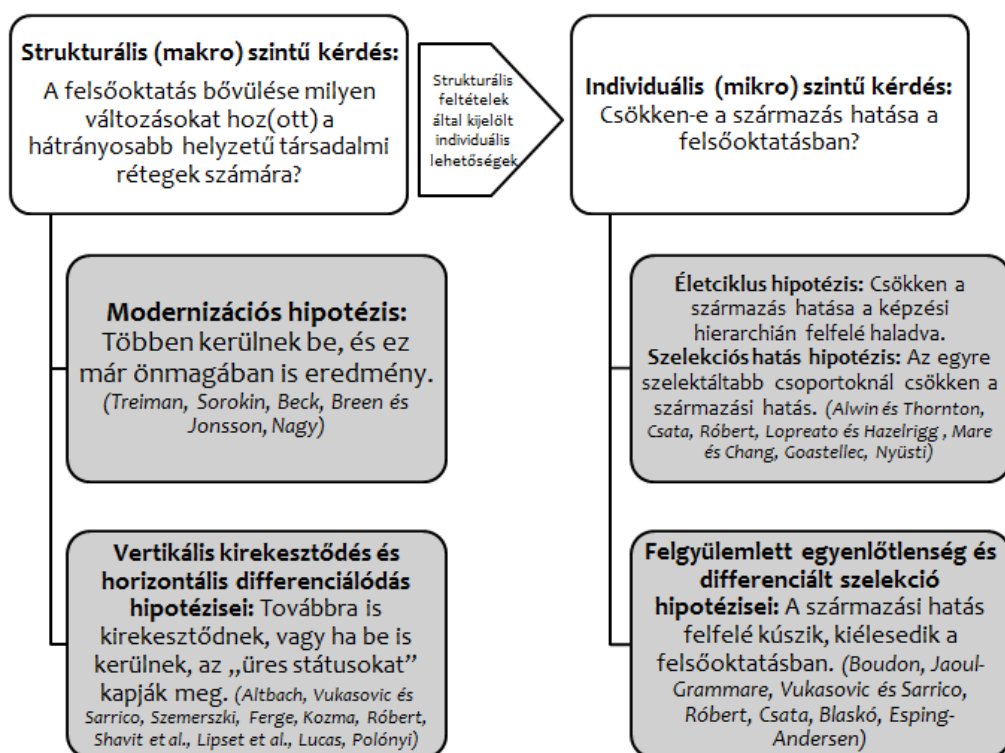 Strukturális (makro) szintű kérdés:
A felsőoktatás bővülése milyen
változásokat hoz(ott) a
hátrányosabb helyzetű társadalmi
rétegek számára?
Strukturális
feltételek
által kijelölt
individuális
lehetőségek
Individuális (mikro) szintű kérdés:
Csökken-e a származás hatása a
felsőoktatásban?
Modernizációs hipotézis:
Többen kerülnek be, és ez
már önmagában is eredmény.
(Treiman, Sorokin, Beck, Breen és
Jonsson, Nagy)
Életciklus hipotézis: Csökken a
származás hatása a képzési
hierarchián felfelé haladva.
Szelekciós hatás hipotézis: Az egyre
szelektáltabb csoportoknál csökken a
származási hatás. (Alwin és Thornton,
Csata, Róbert, Lopreato és Hazelrigg , Mare
és Chang, Goastellec, Nyüsti)
Vertikális kirekesztődés és
horizontális differenciálódás
hipotézisei: Továbbra is
kirekesztődnek, vagy ha be is
kerülnek, az „üres státusokat”
kapják meg. (Altbach, Vukasovic és
Sarrico, Szemerszki, Ferge, Kozma, Róbert,
Shavit et al., Lipset et al., Lucas, Polónyi)
Felgyülemlett egyenlőtlenség és
differenciált szelekció
hipotézisei: A származási hatás
felfelé kúszik, kiélesedik a
felsőoktatásban. (Boudon, Jaoul-
Grammare, Vukasovic és Sarrico,
Róbert, Csata, Blaskó, Esping-
Andersen)